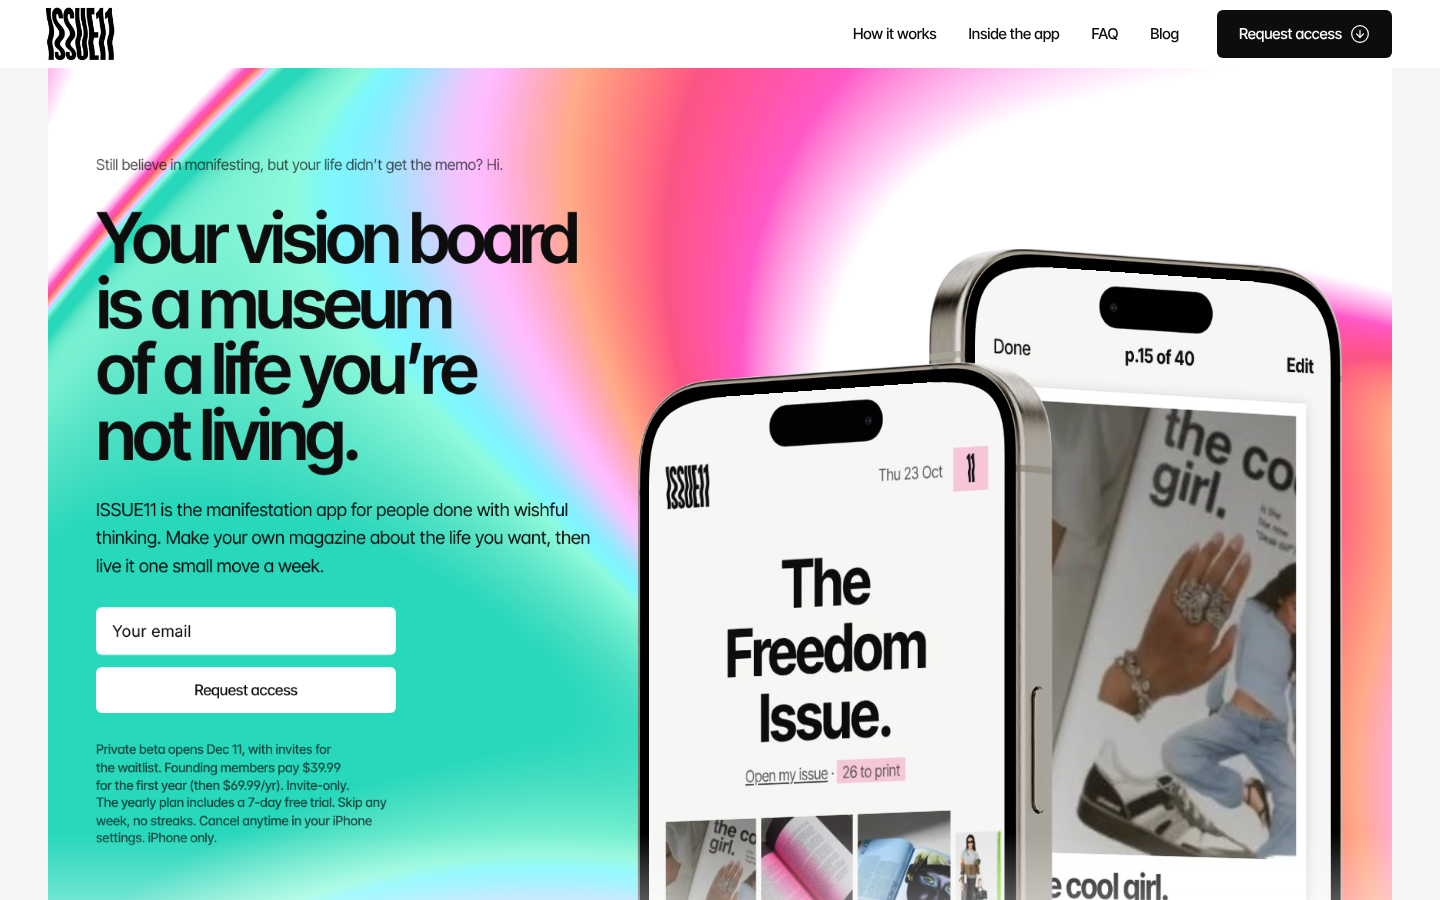 ISSUE11
How it works
Inside the app
FAQ
Blog
Request access
Still believe in manifesting, but your life didn’t get the memo? Hi.
Your vision board
is a museum
of a life you’re
not living.
ISSUE11 is the manifestation app for people done with wishful
thinking. Make your own magazine about the life you want, then
live it one small move a week.
Your email
Request access
Private beta opens Dec 11, with invites for
the waitlist. Founding members pay $39.99
for the first year (then $69.99/yr). Invite-only.
The yearly plan includes a 7-day free trial. Skip any
week, no streaks. Cancel anytime in your iPhone
settings. iPhone only.
ISSUE11
Thu 23 Oct
11
The
Freedom
Issue.
Open my issue · 26 to print
the co
girl.
Done
p.15 of 40
Edit
the co
girl.
e cool girl.